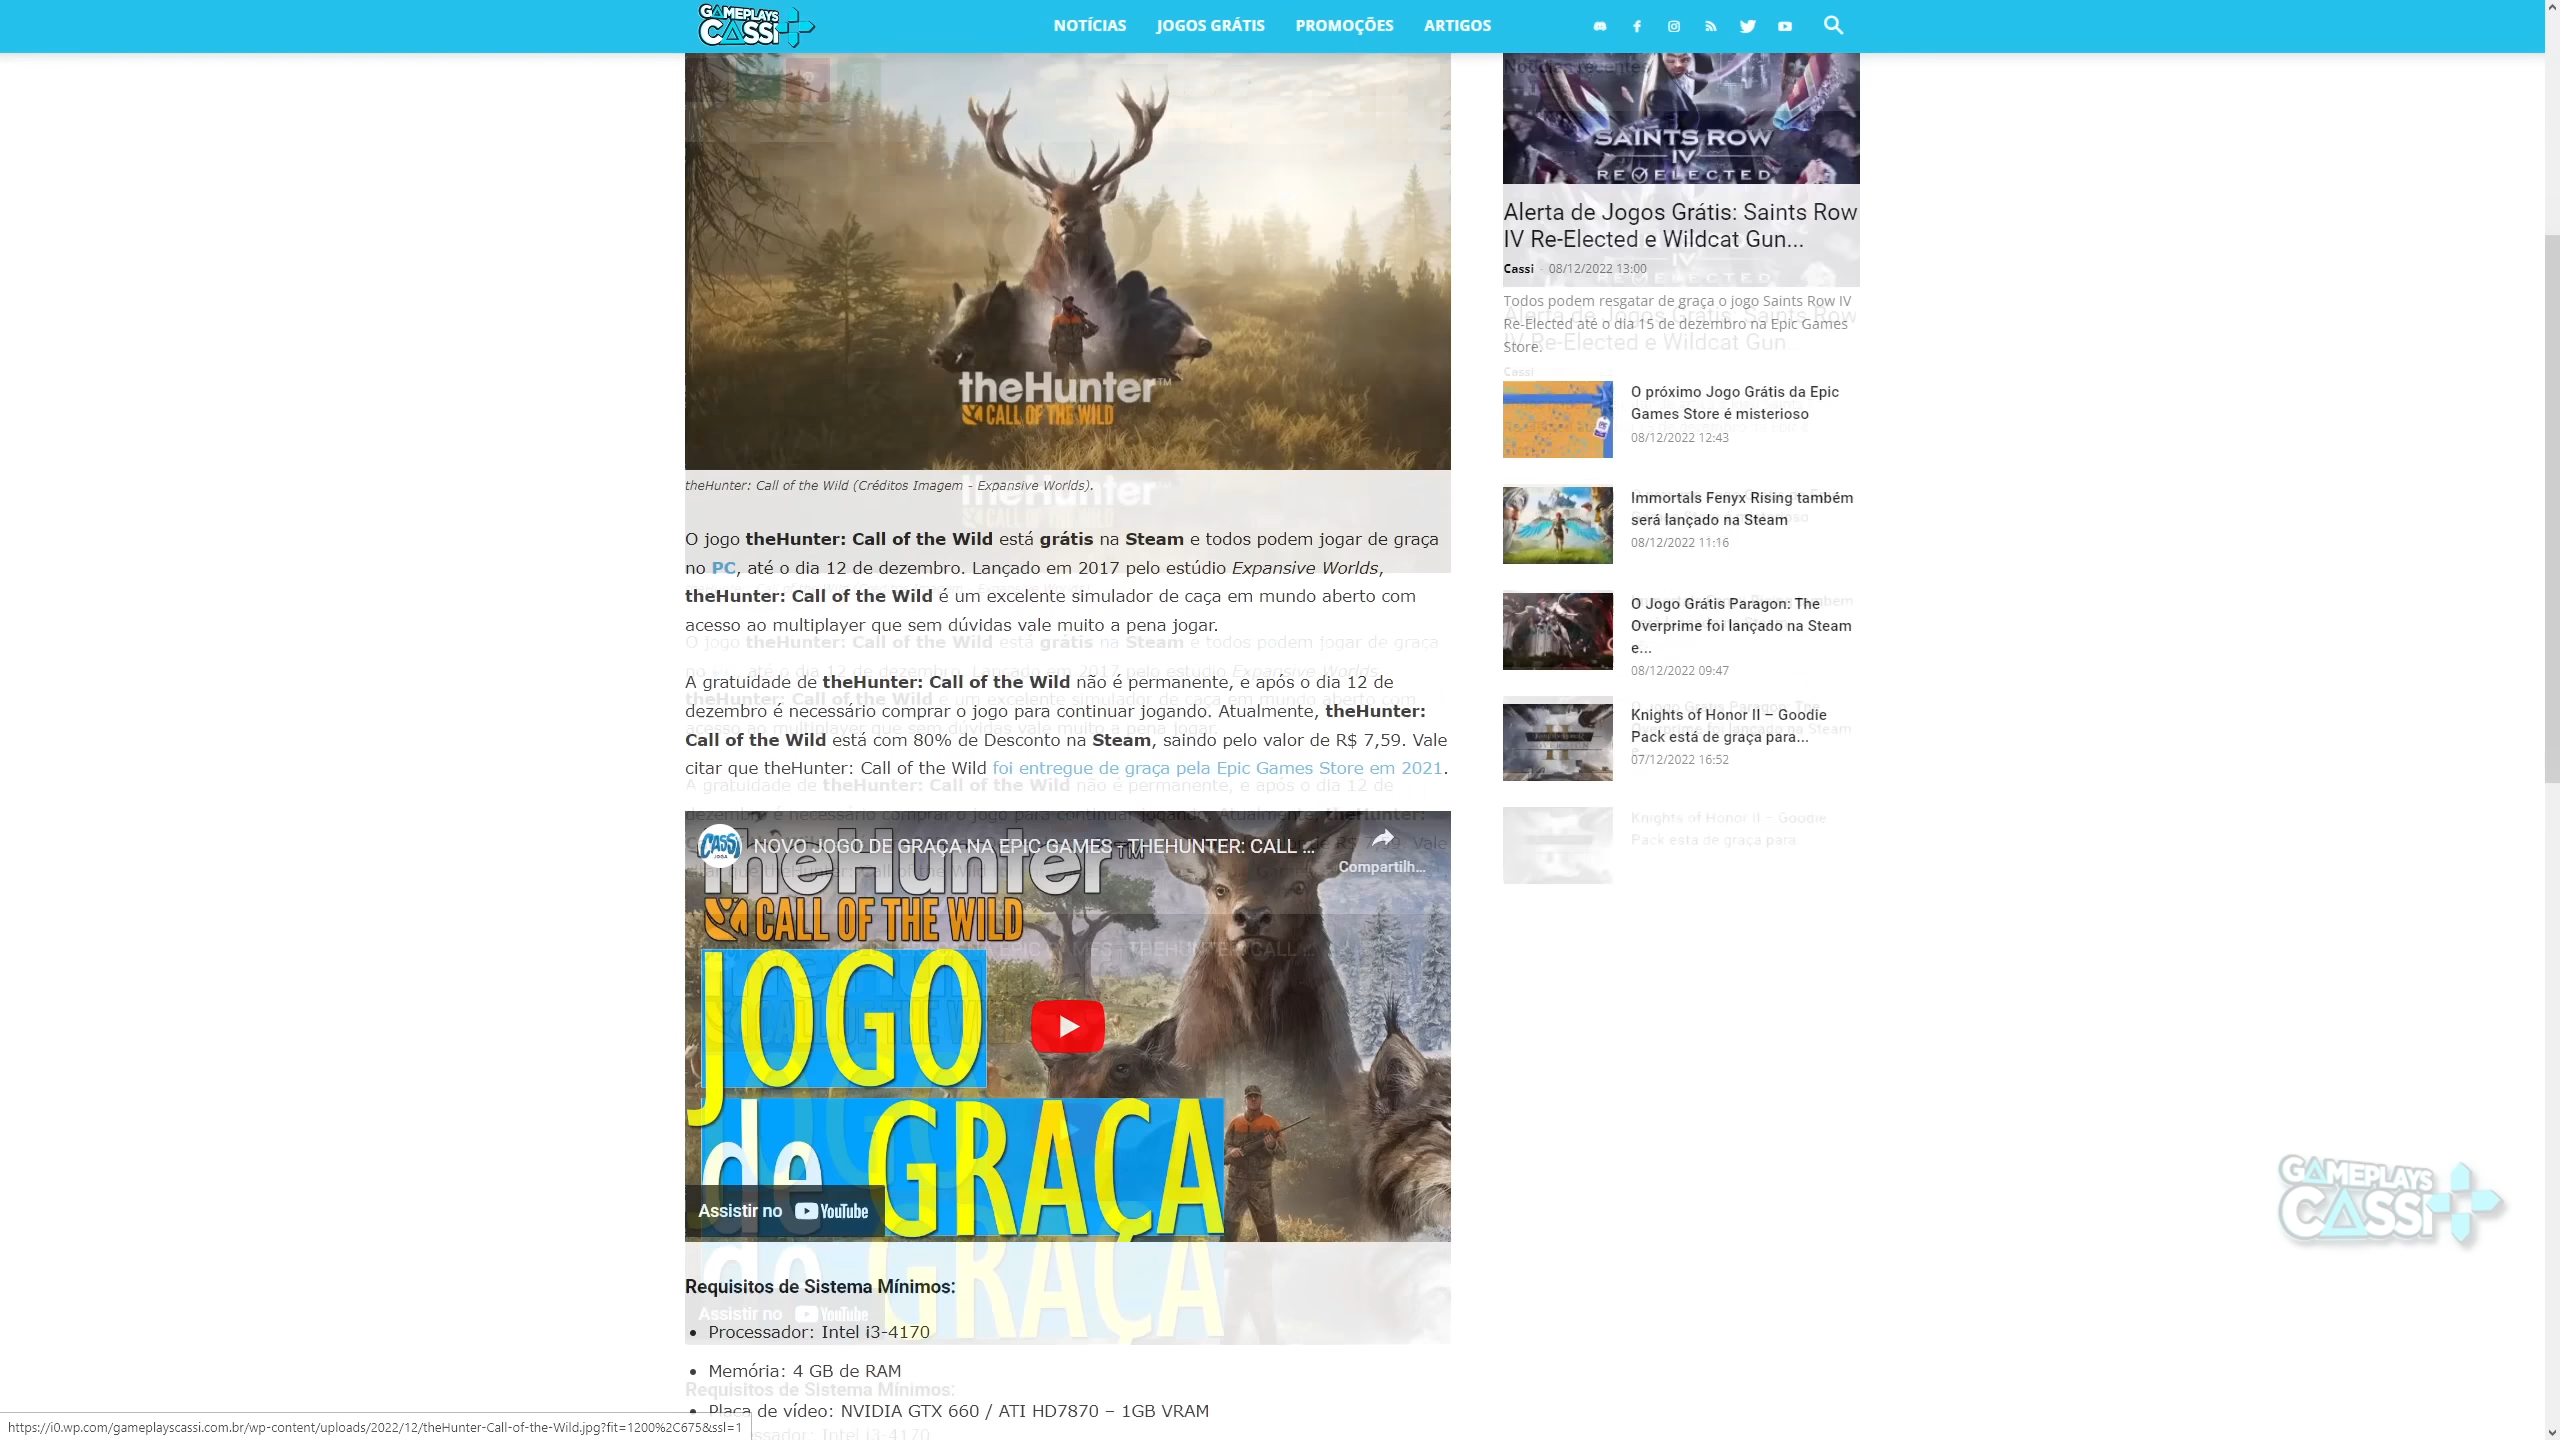 GAMEPLAYS
CASSI
NOTÍCIAS
JOGOS GRÁTIS
PROMOÇÕES
ARTIGOS
theHunter™
CALL OF THE WILD
theHunter: Call of the Wild (Créditos Imagem - Expansive Worlds).
O jogo theHunter: Call of the Wild está grátis na Steam e todos podem jogar de graça
no PC, até o dia 12 de dezembro. Lançado em 2017 pelo estúdio Expansive Worlds,
theHunter: Call of the Wild é um excelente simulador de caça em mundo aberto com
acesso ao multiplayer que sem dúvidas vale muito a pena jogar.
A gratuidade de theHunter: Call of the Wild não é permanente, e após o dia 12 de
dezembro é necessário comprar o jogo para continuar jogando. Atualmente, theHunter:
Call of the Wild está com 80% de Desconto na Steam, saindo pelo valor de R$ 7,59. Vale
citar que theHunter: Call of the Wild foi entregue de graça pela Epic Games Store em 2021.
CASSI
JOGA
NOVO JOGO DE GRAÇA NA EPIC GAMES - THEHUNTER: CALL ...
Compartilh...
theHunter™
CALL OF THE WILD
JOGO
de GRAÇA
Assistir no YouTube
Requisitos de Sistema Mínimos:
• Processador: Intel i3-4170
• Memória: 4 GB de RAM
• Placa de vídeo: NVIDIA GTX 660 / ATI HD7870 – 1GB VRAM
https://i0.wp.com/gameplayscassi.com.br/wp-content/uploads/2022/12/theHunter-Call-of-the-Wild.jpg?fit=1200%2C675&ssl=1
Notícias recentes
SAINTS ROW
IV
RE-ELECTED
Alerta de Jogos Grátis: Saints Row
IV Re-Elected e Wildcat Gun...
Cassi - 08/12/2022 13:00
Todos podem resgatar de graça o jogo Saints Row IV
Re-Elected até o dia 15 de dezembro na Epic Games
Store.
O próximo Jogo Grátis da Epic
Games Store é misterioso
08/12/2022 12:43
Immortals Fenyx Rising também
será lançado na Steam
08/12/2022 11:16
O Jogo Grátis Paragon: The
Overprime foi lançado na Steam
e...
08/12/2022 09:47
Knights of Honor II – Goodie
Pack está de graça para...
07/12/2022 16:52
GAMEPLAYS
CASSI